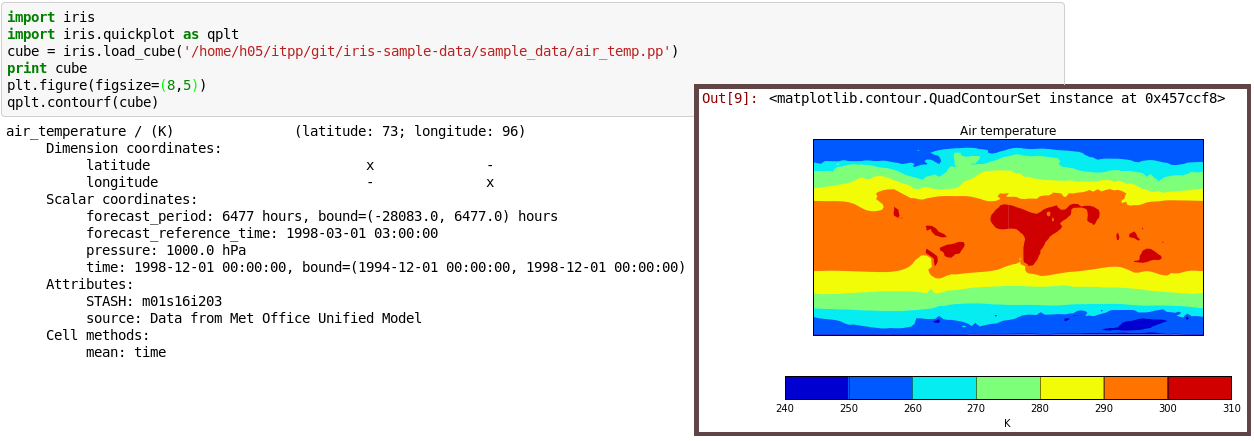 import iris
import iris.quickplot as qplt
cube = iris.load_cube('/home/h05/itpp/git/iris-sample-data/sample_data/air_temp.pp')
print cube
plt.figure(figsize=(8,5))
qplt.contourf(cube)
air_temperature / (K) (latitude: 73; longitude: 96)
Dimension coordinates:
latitude x -
longitude - x
Scalar coordinates:
forecast_period: 6477 hours, bound=(-28083.0, 6477.0) hours
forecast_reference_time: 1998-03-01 03:00:00
pressure: 1000.0 hPa
time: 1998-12-01 00:00:00, bound=(1994-12-01 00:00:00, 1998-12-01 00:00:00)
Attributes:
STASH: m01s16i203
source: Data from Met Office Unified Model
Cell methods:
mean: time
Out[9]: <matplotlib.contour.QuadContourSet instance at 0x457ccf8>
Air temperature
240 250 260 270 280 290 300 310
K